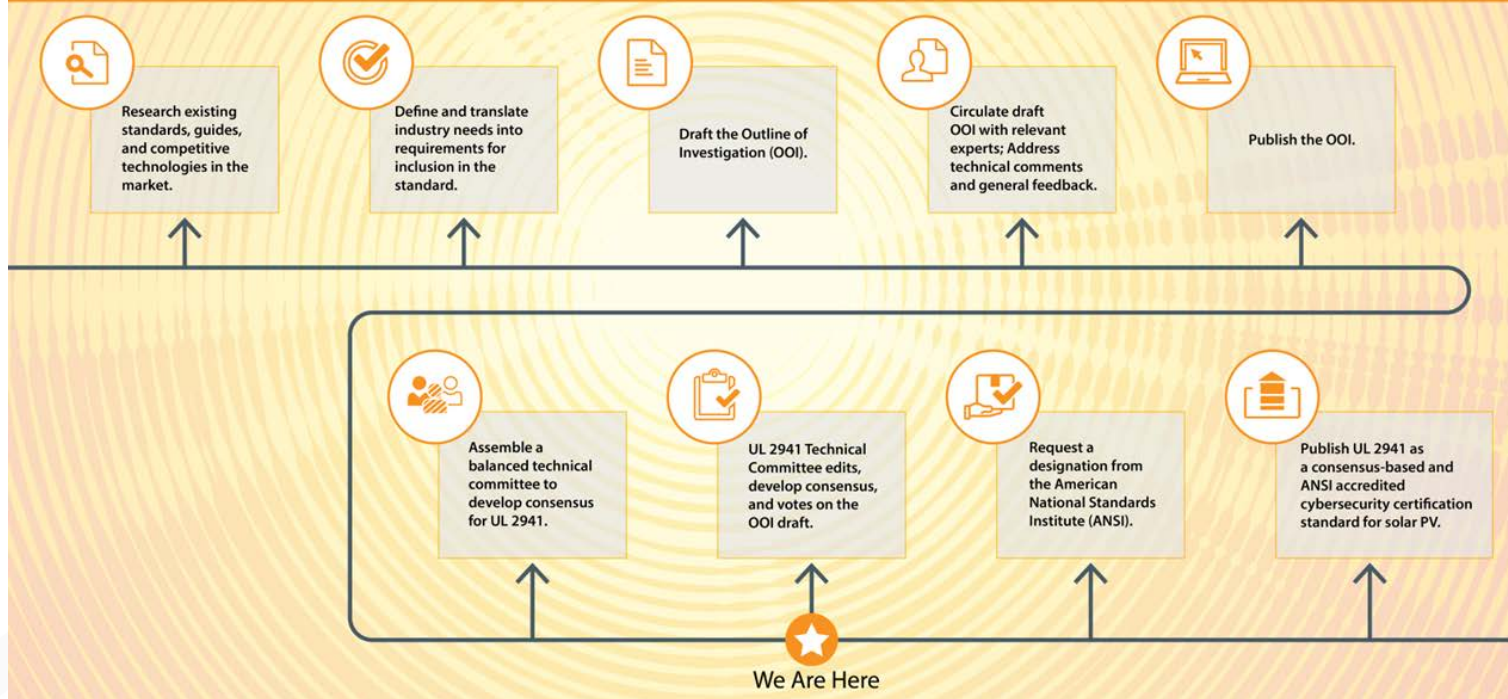 Research existing
standards, guides,
and competitive
technologies in the
market.
Define and translate
industry needs into
requirements for
inclusion in the
standard.
Draft the Outline of
Investigation (OOI).
Circulate draft
OOI with relevant
experts; Address
technical comments
and general feedback.
Publish the OOI.
Assemble a
balanced technical
committee to
develop consensus
for UL 2941.
UL 2941 Technical
Committee edits,
develop consensus,
and votes on the
OOI draft.
Request a
designation from
the American
National Standards
Institute (ANSI).
Publish UL 2941 as
a consensus-based and
ANSI accredited
cybersecurity certification
standard for solar PV.
We Are Here